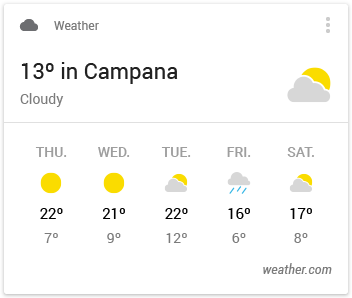 Weather
13º in Campana
Cloudy
THU. WED. TUE. FRI. SAT.
22º 21º 22º 16º 17º
7º 9º 12º 6º 8º
weather.com